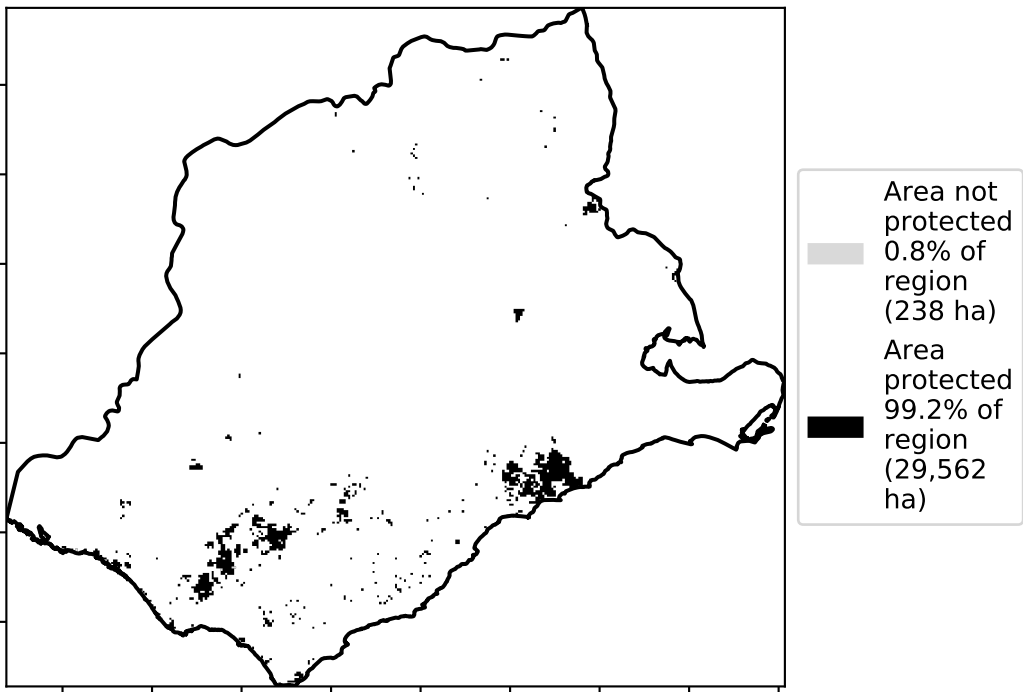 Area not
protected
0.8% of
region
(238 ha)
Area
protected
99.2% of
region
(29,562
ha)